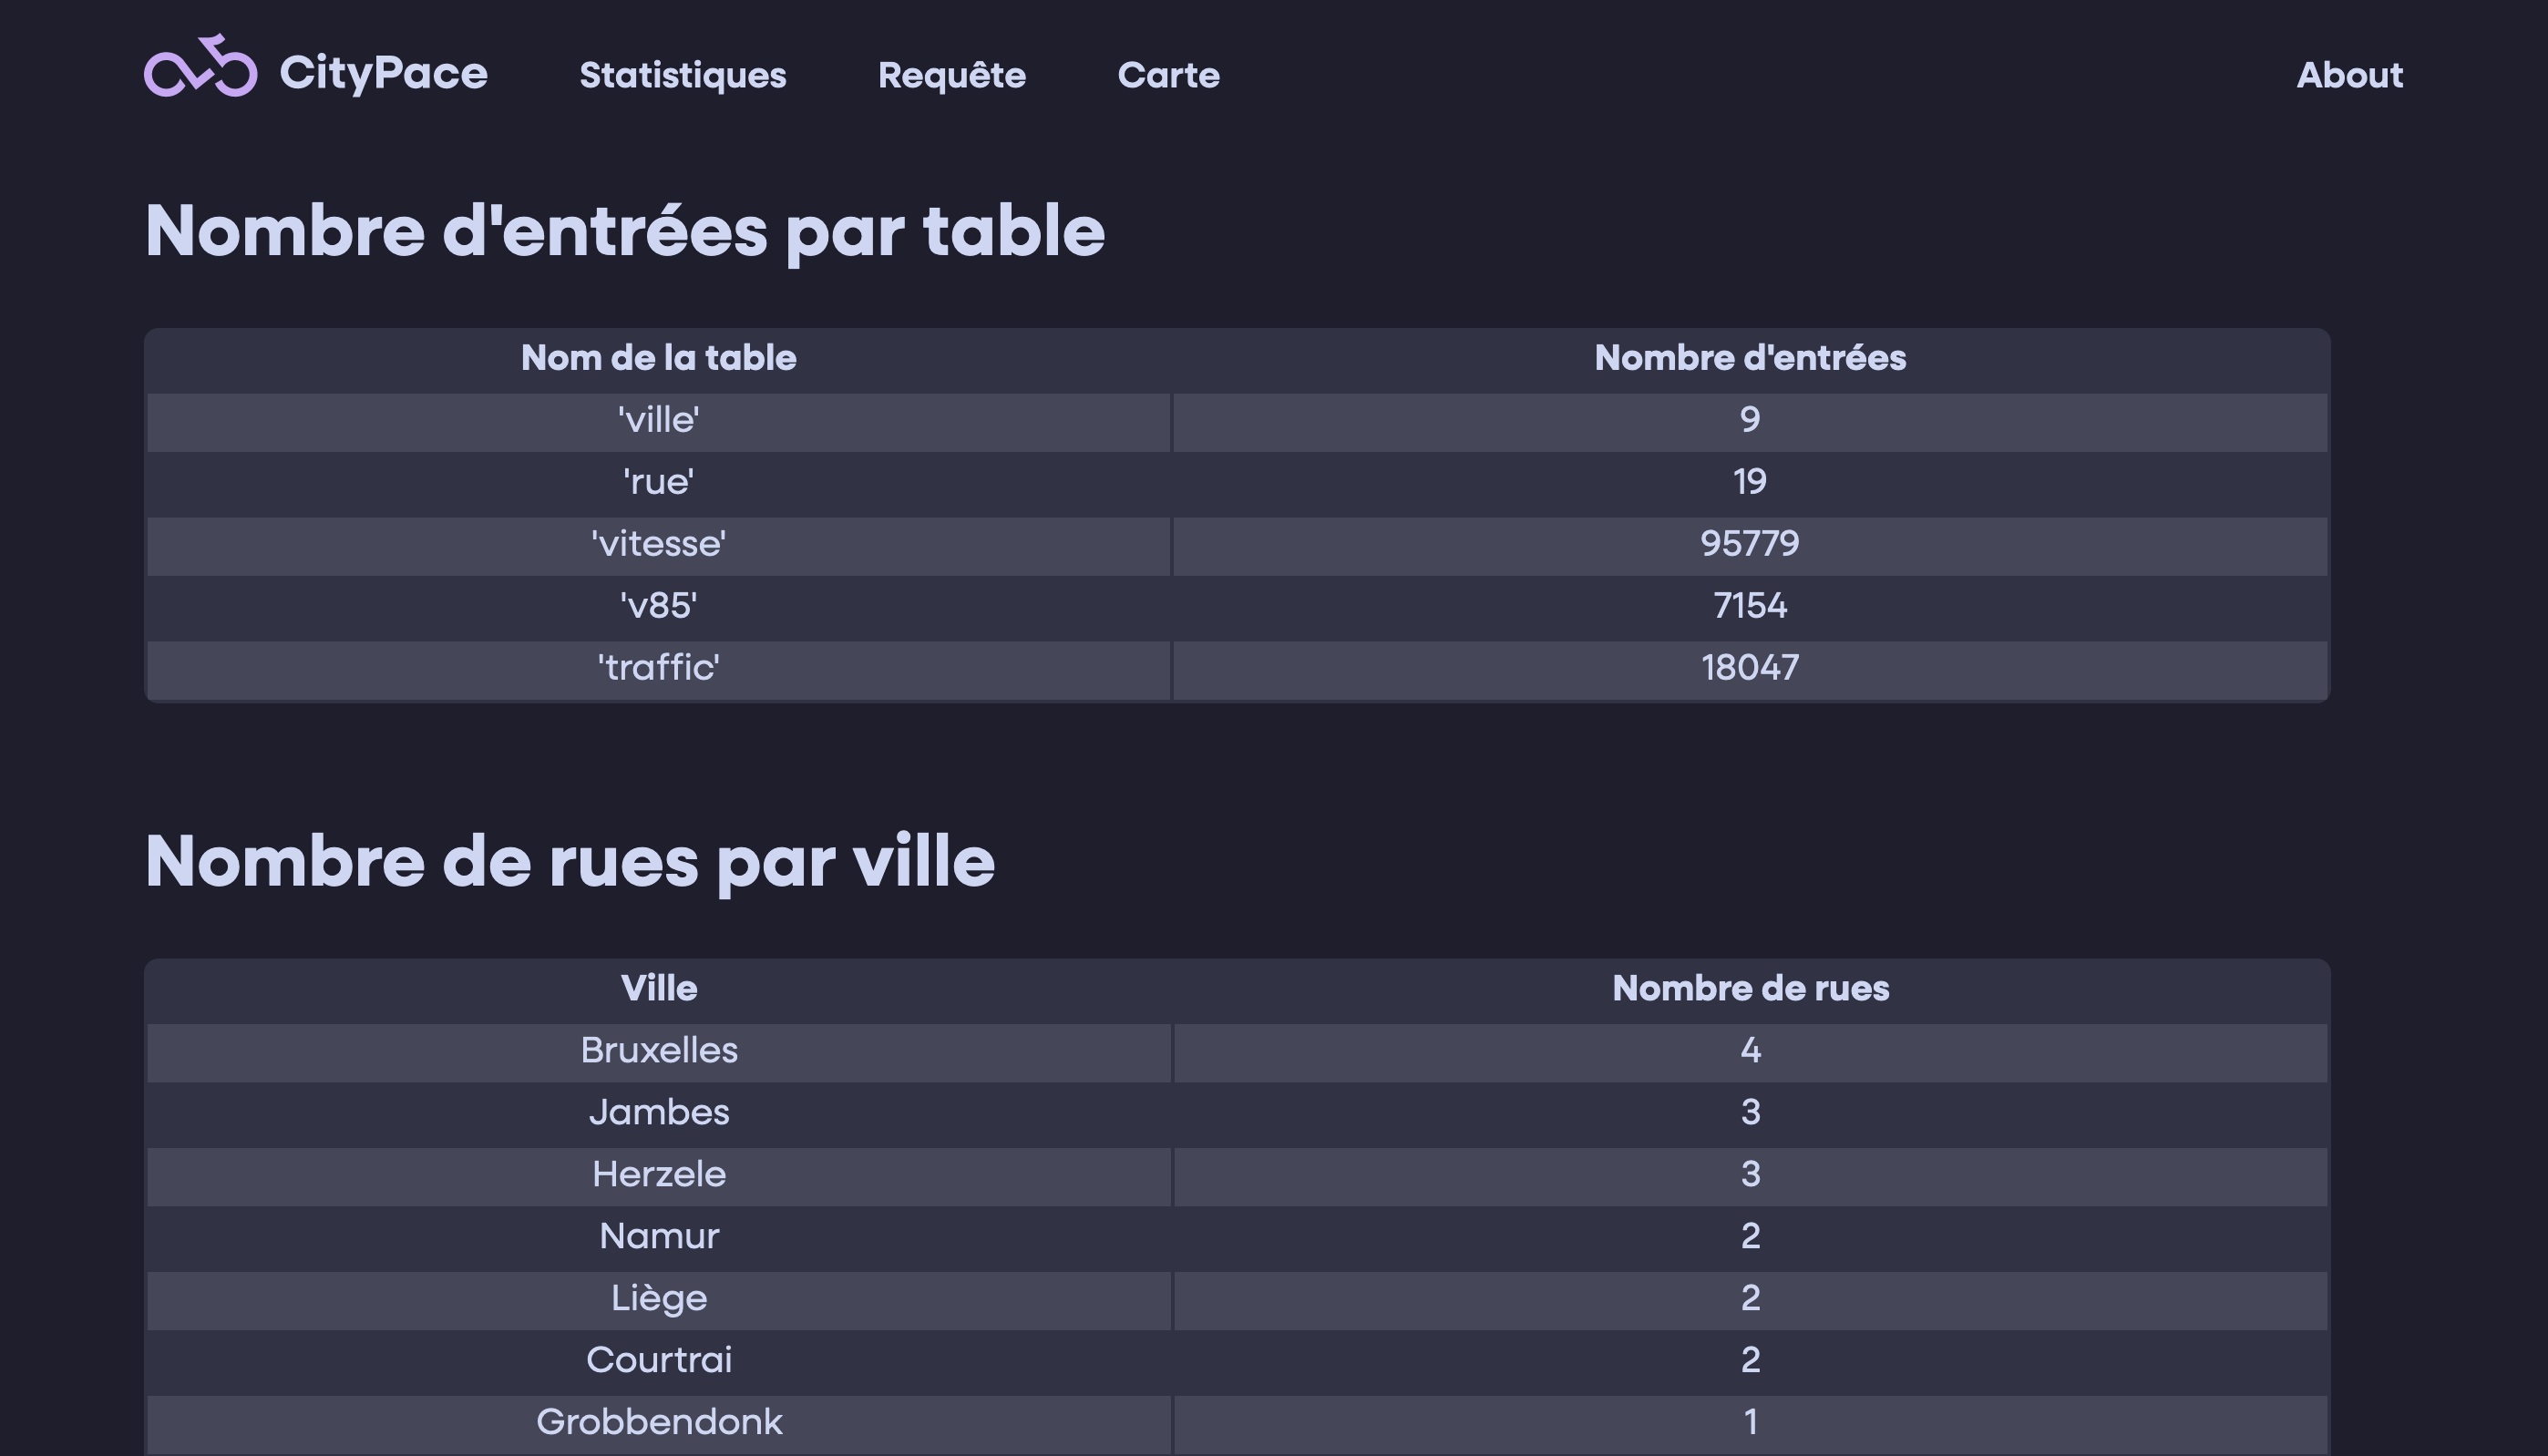 CityPace Statistiques Requête Carte About
Nombre d'entrées par table
Nom de la table Nombre d'entrées
'ville' 9
'rue' 19
'vitesse' 95779
'v85' 7154
'traffic' 18047
Nombre de rues par ville
Ville Nombre de rues
Bruxelles 4
Jambes 3
Herzele 3
Namur 2
Liège 2
Courtrai 2
Grobbendonk 1